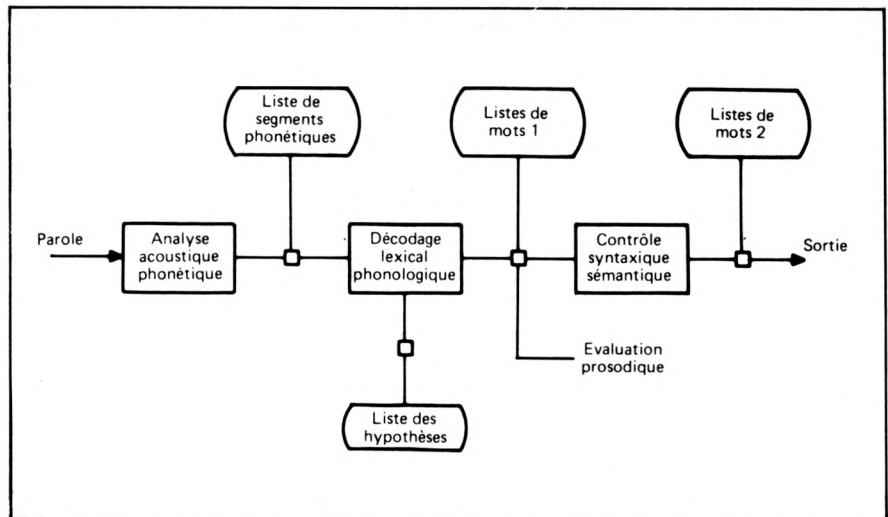 Liste de
segments
phonétiques
Listes de
mots 1
Listes de
mots 2
Parole
Analyse
acoustique
phonétique
Décodage
lexical
phonologique
Contrôle
syntaxique
sémantique
Sortie
Evaluation
prosodique
Liste des
hypothèses